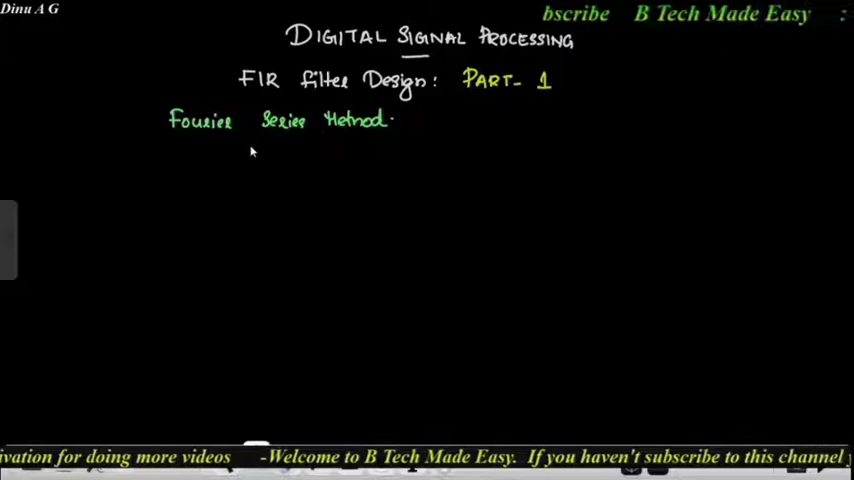 Dinu A G
bscribe B Tech Made Easy
DIGITAL SIGNAL PROCESSING
FIR Filter Design: PART- 1
Fourier Series Method.
ivation for doing more videos -Welcome to B Tech Made Easy. If you haven't subscribe to this channel